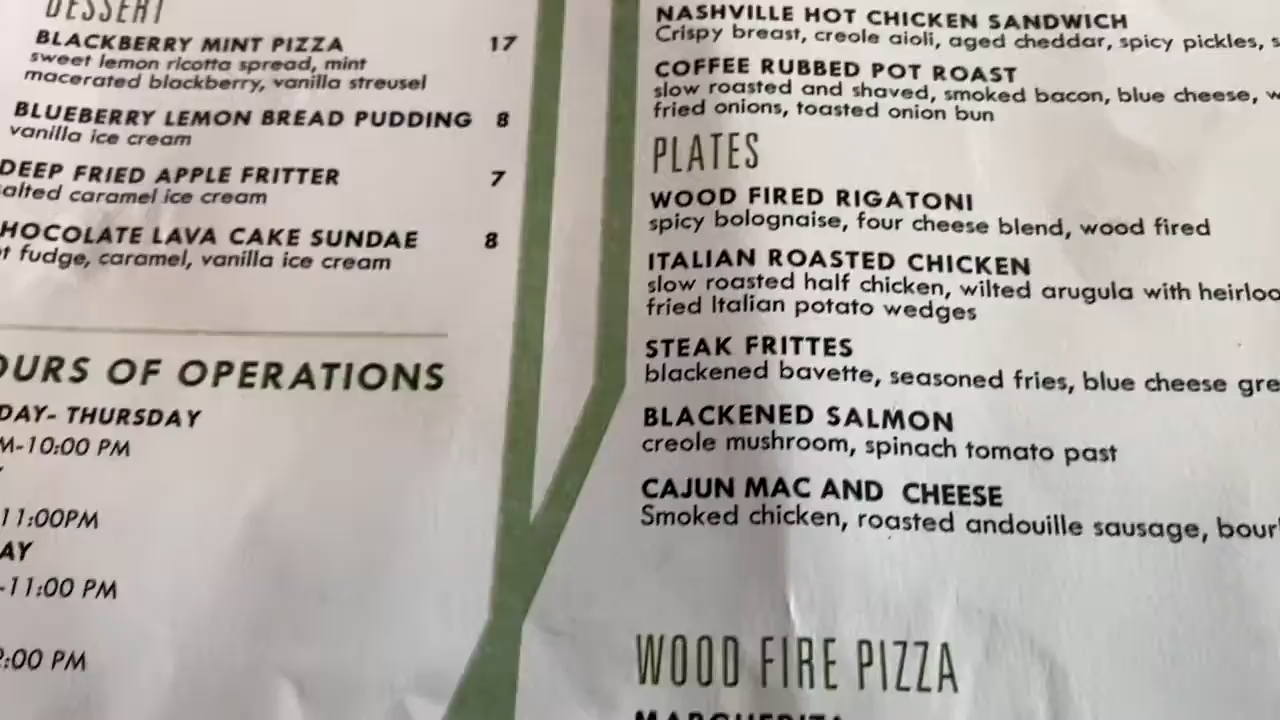 DESSERT
BLACKBERRY MINT PIZZA 17
sweet lemon ricotta spread, mint
macerated blackberry, vanilla streusel
BLUEBERRY LEMON BREAD PUDDING 8
vanilla ice cream
DEEP FRIED APPLE FRITTER 7
alted caramel ice cream
HOCOLATE LAVA CAKE SUNDAE 8
t fudge, caramel, vanilla ice cream
OURS OF OPERATIONS
DAY- THURSDAY
M-10:00 PM
11:00PM
AY
-11:00 PM
2:00 PM
NASHVILLE HOT CHICKEN SANDWICH
Crispy breast, creole aioli, aged cheddar, spicy pickles, s
COFFEE RUBBED POT ROAST
slow roasted and shaved, smoked bacon, blue cheese, w
fried onions, toasted onion bun
PLATES
WOOD FIRED RIGATONI
spicy bolognaise, four cheese blend, wood fired
ITALIAN ROASTED CHICKEN
slow roasted half chicken, wilted arugula with heirloo
fried Italian potato wedges
STEAK FRITTES
blackened bavette, seasoned fries, blue cheese gre
BLACKENED SALMON
creole mushroom, spinach tomato past
CAJUN MAC AND CHEESE
Smoked chicken, roasted andouille sausage, bour
WOOD FIRE PIZZA
MARGUERITA